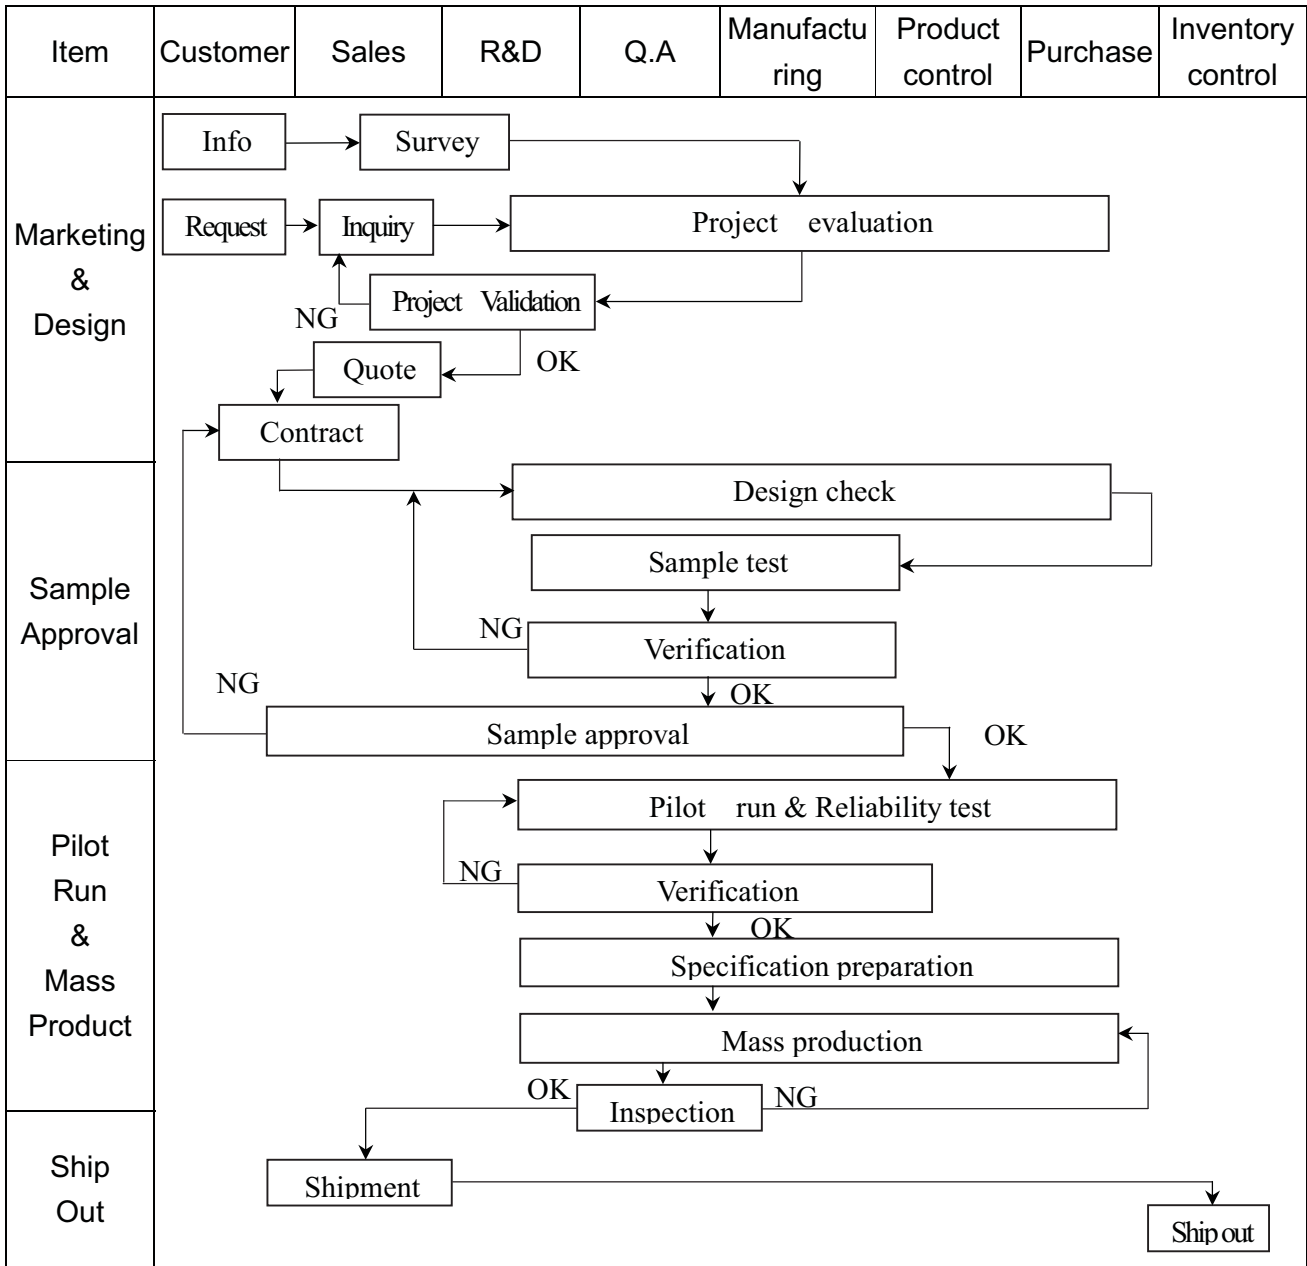 Item
Customer
Sales
R&D
Q.A
Manufactu
ring
Product
control
Purchase
Inventory
control
Marketing
&
Design
Info
Survey
Request
Inquiry
Project evaluation
Project Validation
NG
OK
Quote
Contract
Sample
Approval
Design check
Sample test
NG
Verification
NG
OK
Sample approval
OK
Pilot
Run
&
Mass
Product
Pilot run & Reliability test
NG
Verification
OK
Specification preparation
Mass production
OK
Inspection
NG
Ship
Out
Shipment
Ship out